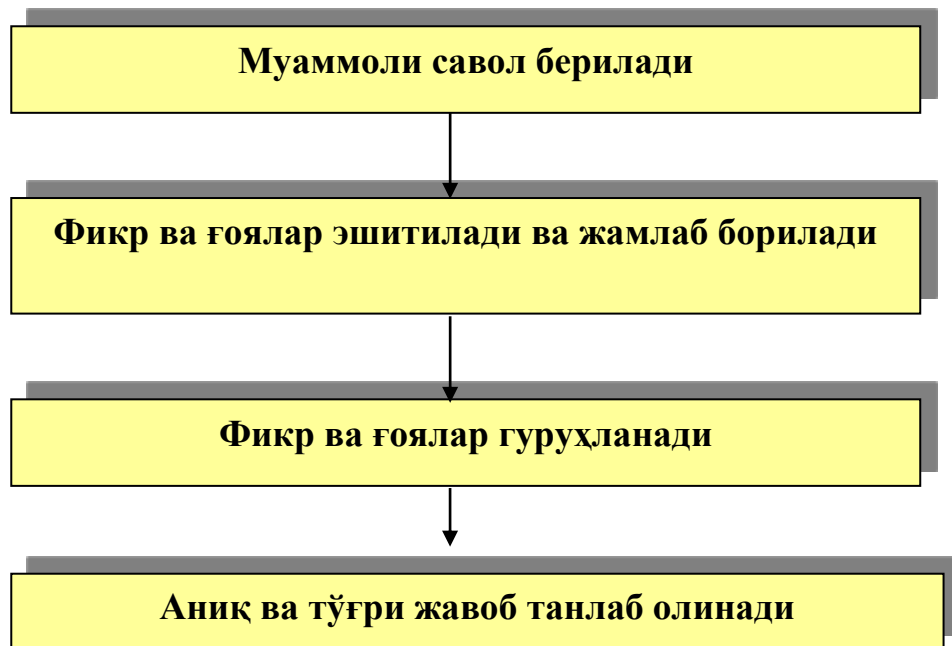 Муаммоли савол берилади
Фикр ва ғоялар эшитилади ва жамлаб борилади
Фикр ва ғоялар гуруҳланади
Аниқ ва тўғри жавоб танлаб олинади